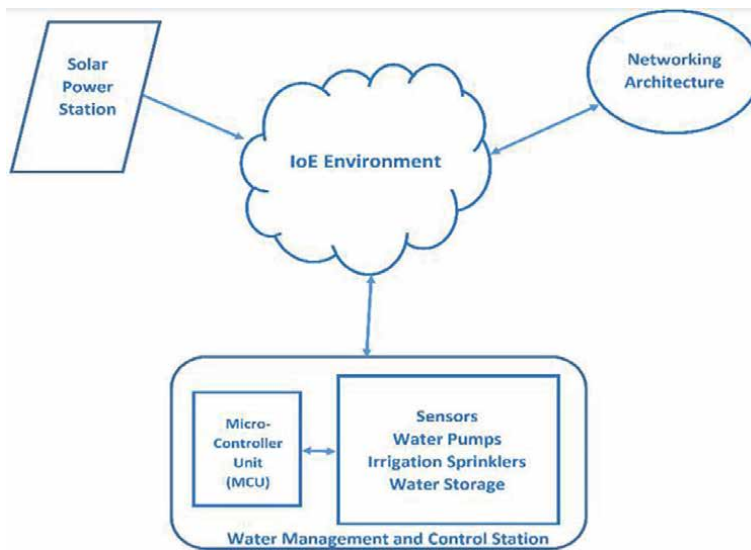 Solar
Power
Station
Networking
Architecture
IoE Environment
Micro-
Controller
Unit
(MCU)
Sensors
Water Pumps
Irrigation Sprinklers
Water Storage
Water Management and Control Station